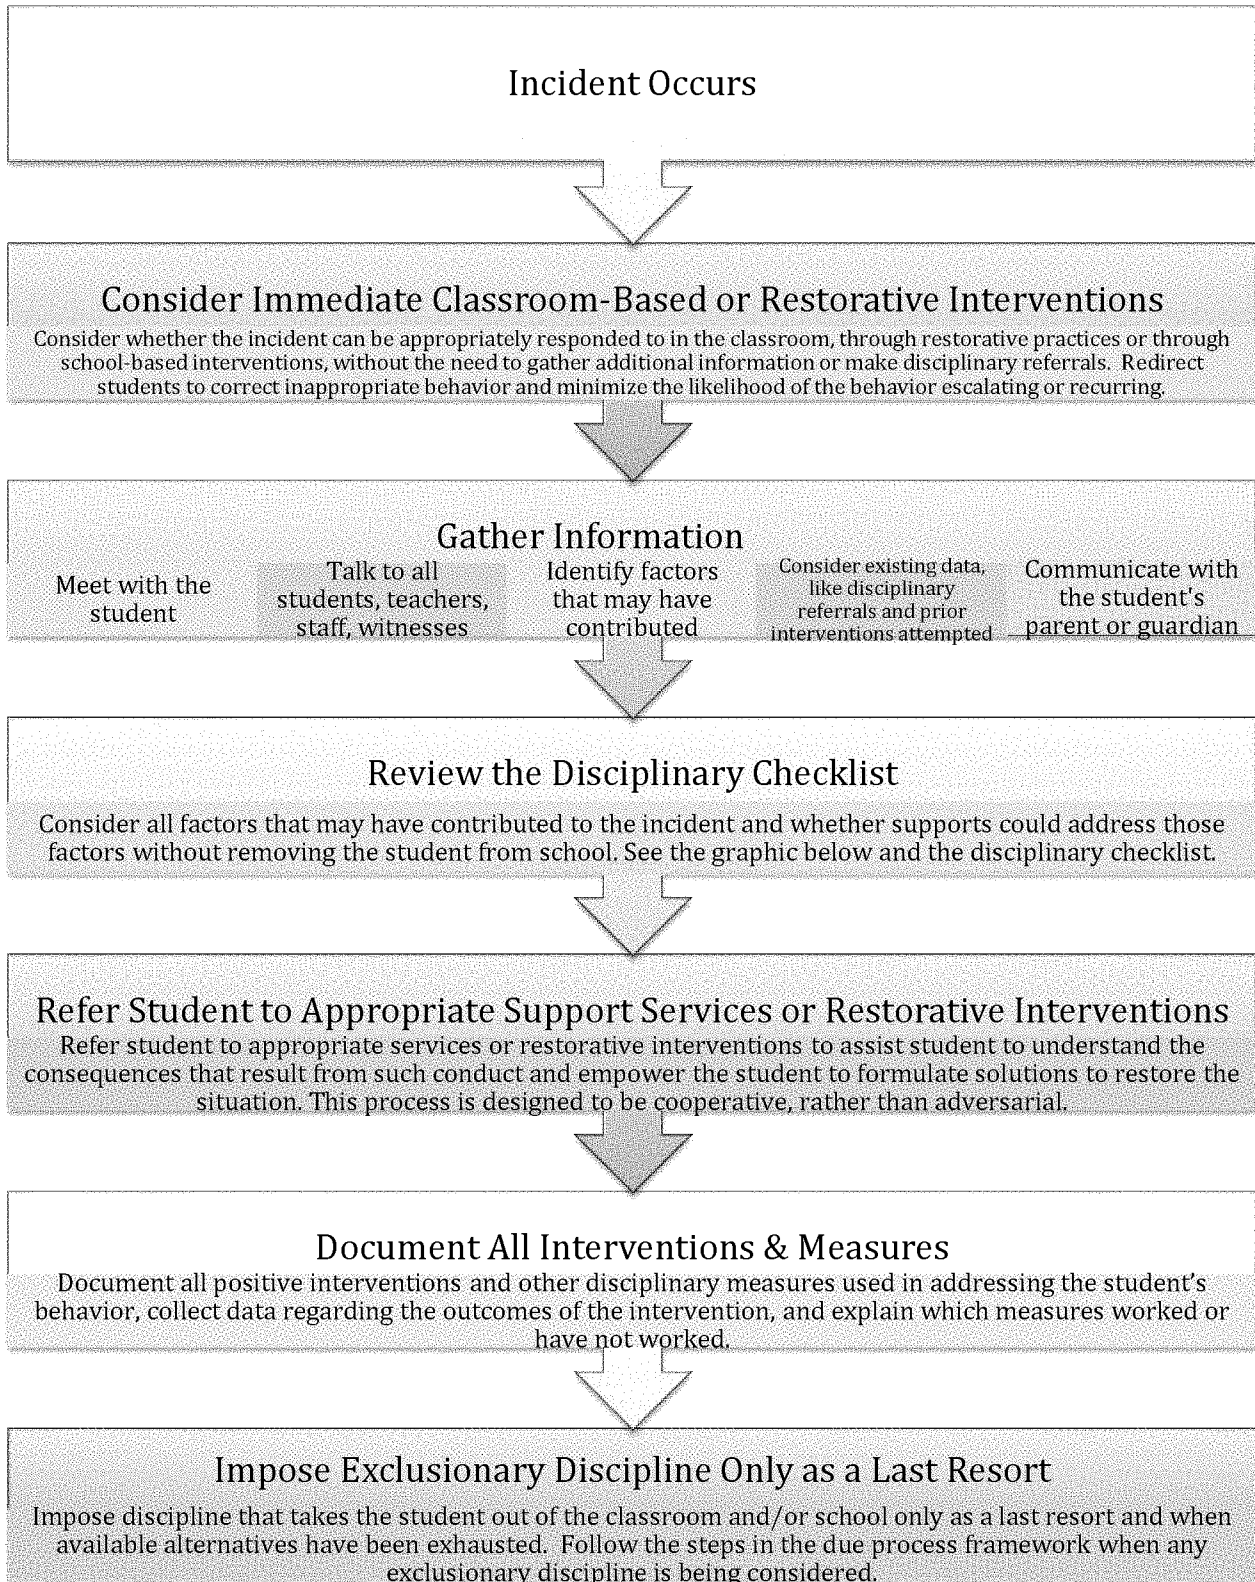 Incident Occurs
Consider Immediate Classroom-Based or Restorative Interventions
Consider whether the incident can be appropriately responded to in the classroom, through restorative practices or through
school-based interventions, without the need to gather additional information or make disciplinary referrals.  Redirect
students to correct inappropriate behavior and minimize the likelihood of the behavior escalating or recurring.
Gather Information
Meet with the
student
Talk to all
students, teachers,
staff, witnesses
Identify factors
that may have
contributed
Consider existing data,
like disciplinary
referrals and prior
interventions attempted
Communicate with
the student's
parent or guardian
Review the Disciplinary Checklist
Consider all factors that may have contributed to the incident and whether supports could address those
factors without removing the student from school. See the graphic below and the disciplinary checklist.
Refer Student to Appropriate Support Services or Restorative Interventions
Refer student to appropriate services or restorative interventions to assist student to understand the
consequences that result from such conduct and empower the student to formulate solutions to restore the
situation. This process is designed to be cooperative, rather than adversarial.
Document All Interventions & Measures
Document all positive interventions and other disciplinary measures used in addressing the student's
behavior, collect data regarding the outcomes of the intervention, and explain which measures worked or
have not worked.
Impose Exclusionary Discipline Only as a Last Resort
Impose discipline that takes the student out of the classroom and/or school only as a last resort and when
available alternatives have been exhausted.  Follow the steps in the due process framework when any
exclusionary discipline is being considered.